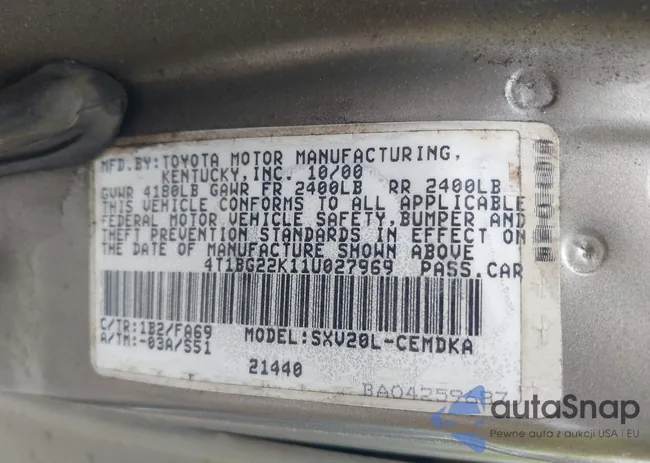 MFD.BY:TOYOTA MOTOR MANUFACTURING,
KENTUCKY,INC. 10/00
GVWR 4180LB GAWR FR 2400LB RR 2400LB
THIS VEHICLE CONFORMS TO ALL APPLICABLE
FEDERAL MOTOR VEHICLE SAFETY, BUMPER AND
THEFT PREVENTION STANDARDS IN EFFECT ON
THE DATE OF MANUFACTURE SHOWN ABOVE
4T1BG22K11U027969 PASS.CAR
C/TR:1B2/FA69 MODEL:SXV20L-CEMDKA
A/TM:-03A/S51
21440
autaSnap
Pewne auta z aukcji USA i EU